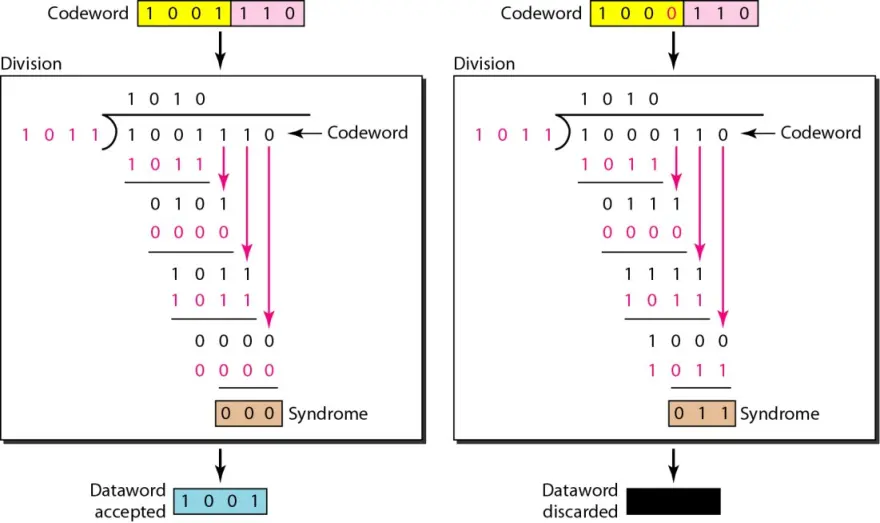 Codeword 1 0 0 1 1 1 0
Division
1 0 1 0
1 0 1 1 1 0 0 1 1 1 0 Codeword
1 0 1 1
0 1 0 1
0 0 0 0
1 0 1 1
1 0 1 1
0 0 0 0
0 0 0 0
0 0 0 Syndrome
Dataword
accepted 1 0 0 1
Codeword 1 0 0 0 1 1 0
Division
1 0 1 0
1 0 1 1 1 0 0 0 1 1 0 Codeword
1 0 1 1
0 1 1 1
0 0 0 0
1 1 1 1
1 0 1 1
1 0 0 0
1 0 1 1
0 1 1 Syndrome
Dataword
discarded